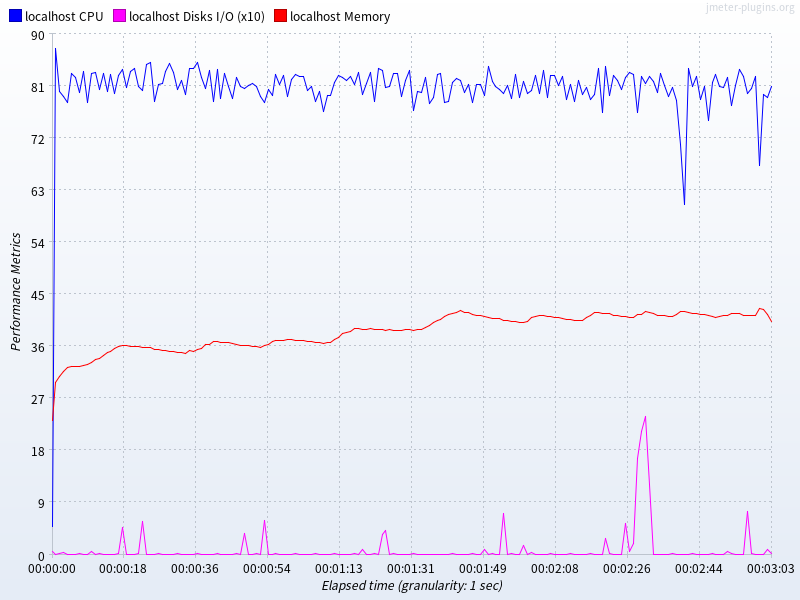 localhost CPU localhost Disks I/O (x10) localhost Memory
jmeter-plugins.org
90
81
72
63
54
45
36
27
18
9
0
Performance Metrics
00:00:00 00:00:18 00:00:36 00:00:54 00:01:13 00:01:31 00:01:49 00:02:08 00:02:26 00:02:44 00:03:03
Elapsed time (granularity: 1 sec)